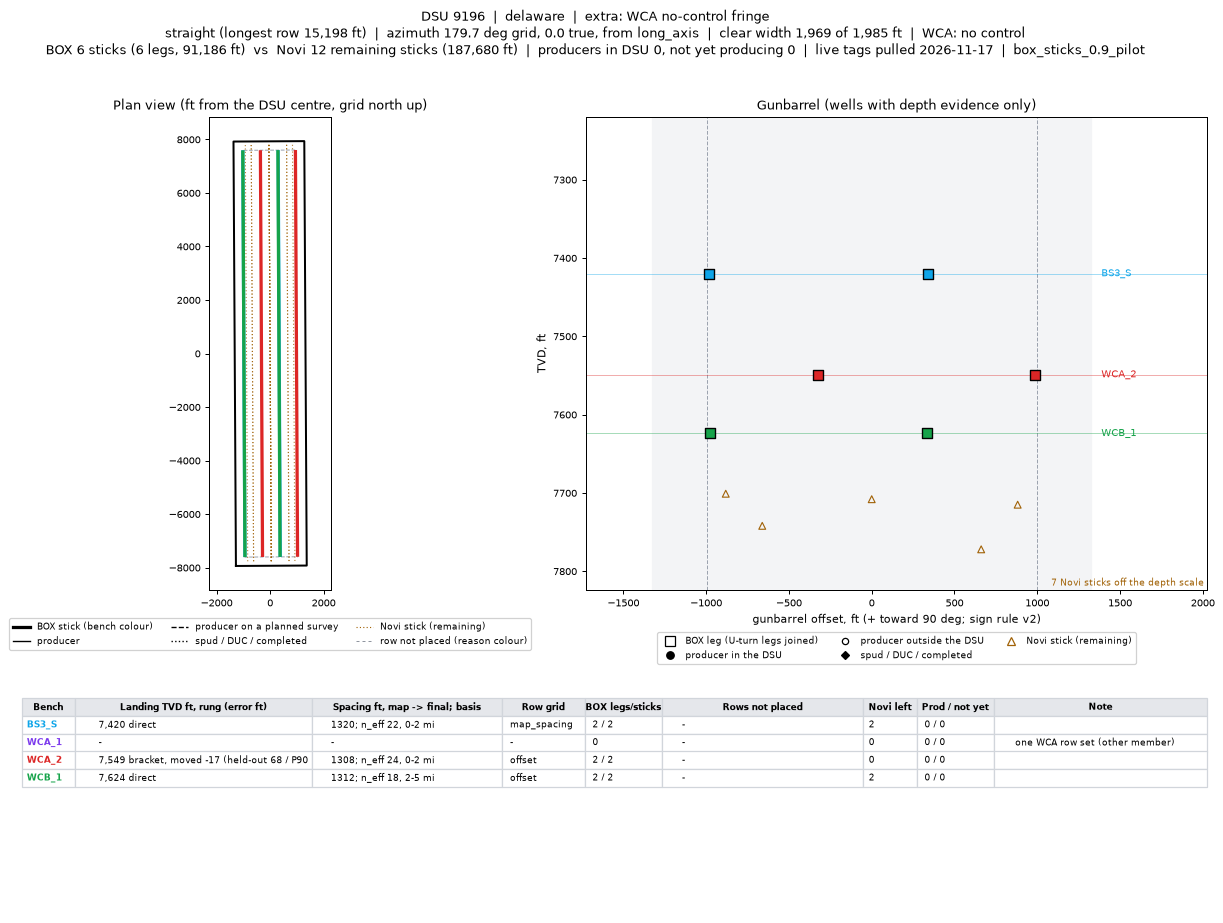 DSU 9196 | delaware | extra: WCA no-control fringe
straight (longest row 15,198 ft) | azimuth 179.7 deg grid, 0.0 true, from long_axis | clear width 1,969 of 1,985 ft | WCA: no control
BOX 6 sticks (6 legs, 91,186 ft) vs Novi 12 remaining sticks (187,680 ft) | producers in DSU 0, not yet producing 0 | live tags pulled 2026-11-17 | box_sticks_0.9_pilot
Plan view (ft from the DSU centre, grid north up)
8000
6000
4000
2000
0
−2000
−4000
−6000
−8000
−2000 0 2000
BOX stick (bench colour)
producer
producer on a planned survey
spud / DUC / completed
Novi stick (remaining)
row not placed (reason colour)
Gunbarrel (wells with depth evidence only)
TVD, ft
7300
7400
7500
7600
7700
7800
BS3_S
WCA_2
WCB_1
7 Novi sticks off the depth scale
−1500 −1000 −500 0 500 1000 1500 2000
gunbarrel offset, ft (+ toward 90 deg; sign rule v2)
BOX leg (U-turn legs joined)
producer in the DSU
producer outside the DSU
spud / DUC / completed
Novi stick (remaining)
Bench Landing TVD ft, rung (error ft) Spacing ft, map -> final; basis Row grid BOX legs/sticks Rows not placed Novi left Prod / not yet Note
BS3_S 7,420 direct 1320; n_eff 22, 0-2 mi map_spacing 2 / 2 - 2 0 / 0
WCA_1 - - - 0 - 0 0 / 0 one WCA row set (other member)
WCA_2 7,549 bracket, moved -17 (held-out 68 / P90 1308; n_eff 24, 0-2 mi offset 2 / 2 - 0 0 / 0
WCB_1 7,624 direct 1312; n_eff 18, 2-5 mi offset 2 / 2 - 2 0 / 0